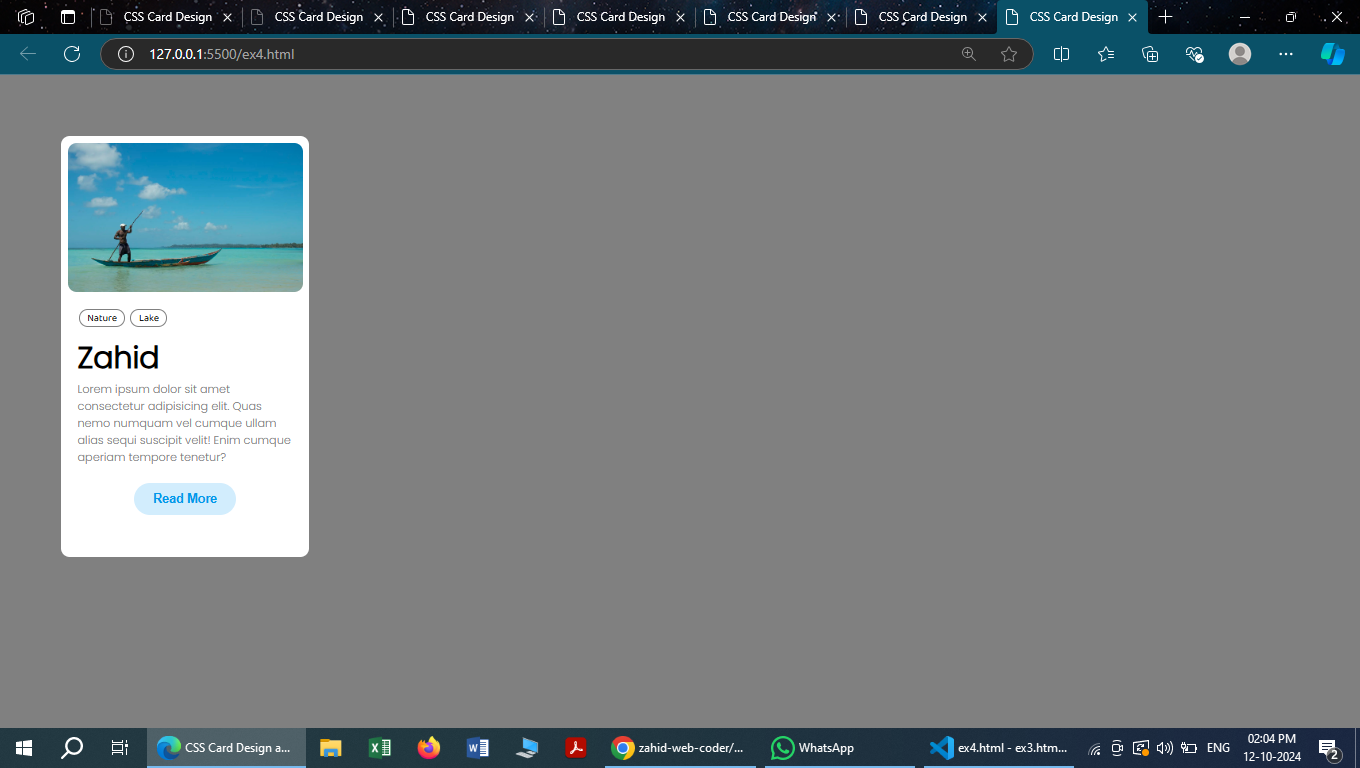 CSS Card Design
CSS Card Design
CSS Card Design
CSS Card Design
CSS Card Design
CSS Card Design
CSS Card Design
127.0.0.1:5500/ex4.html
Nature
Lake
Zahid
Lorem ipsum dolor sit amet
consectetur adipisicing elit. Quas
nemo numquam vel cumque ullam
alias sequi suscipit velit! Enim cumque
aperiam tempore tenetur?
Read More
CSS Card Design a...
zahid-web-coder/...
WhatsApp
ex4.html - ex3.htm...
ENG
02:04 PM
12-10-2024
2